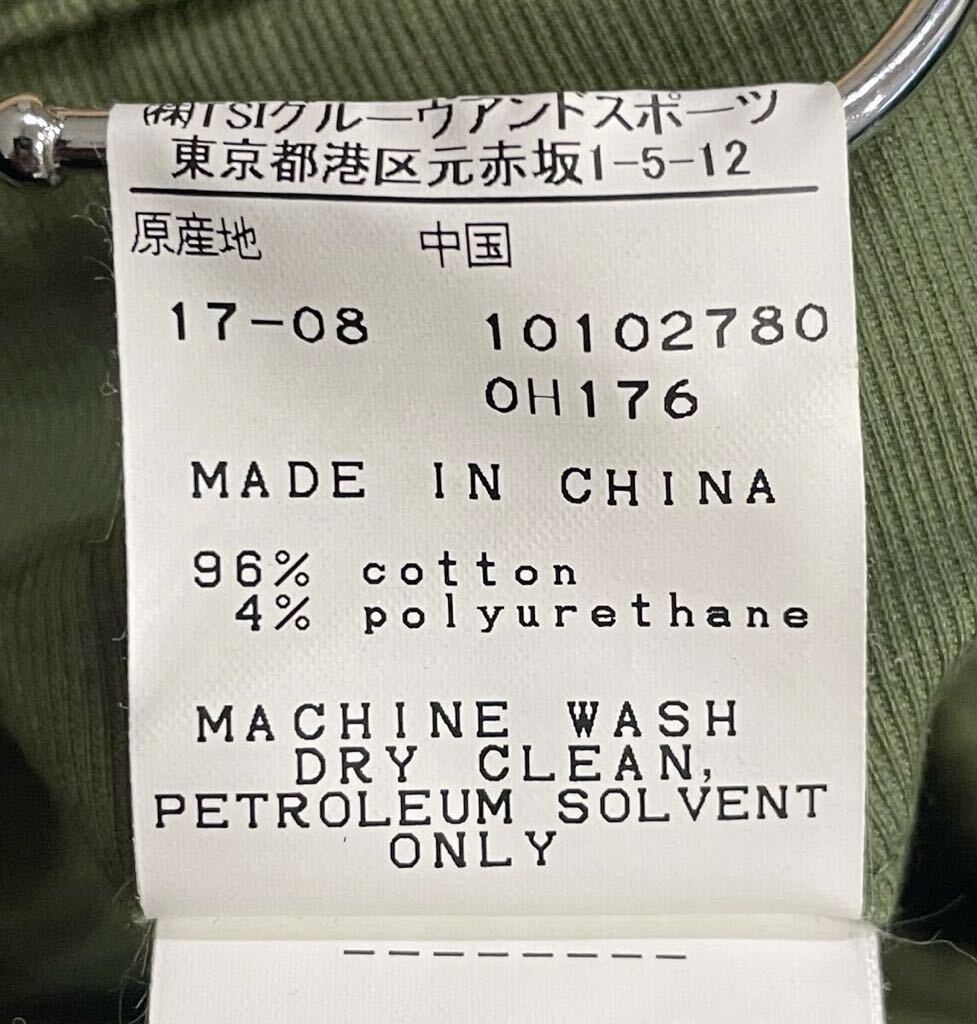 ㈱TSIグルーヴアンドスポーツ
東京都港区元赤坂1-5-12
原産地 中国
17-08 10102780
OH176
MADE IN CHINA
96% cotton
4% polyurethane
MACHINE WASH
DRY CLEAN,
PETROLEUM SOLVENT
ONLY
--------